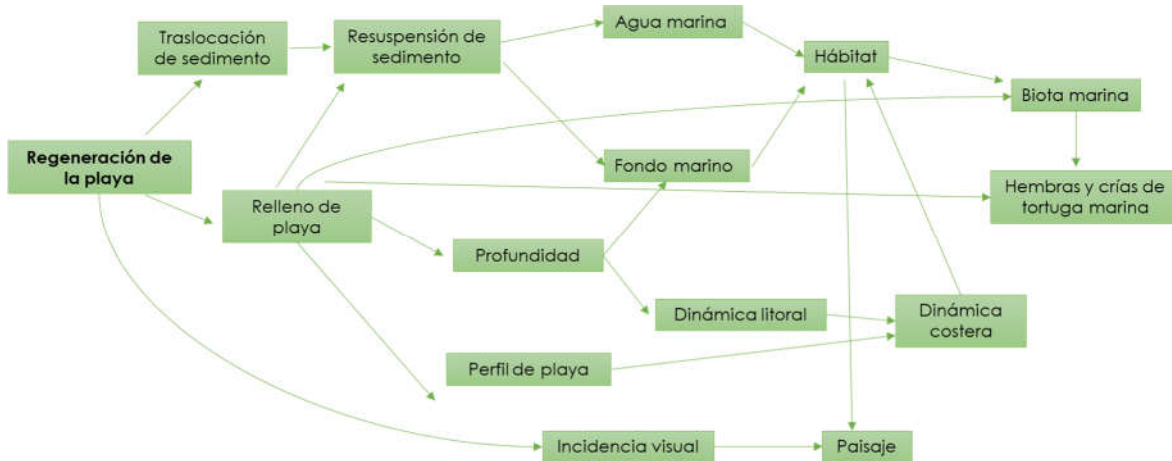 Traslocación
de sedimento
Resuspensión de
sedimento
Agua marina
Hábitat
Biota marina
Regeneración de
la playa
Fondo marino
Hembras y crías de
tortuga marina
Relleno de
playa
Profundidad
Dinámica litoral
Dinámica
costera
Perfil de playa
Incidencia visual
Paisaje